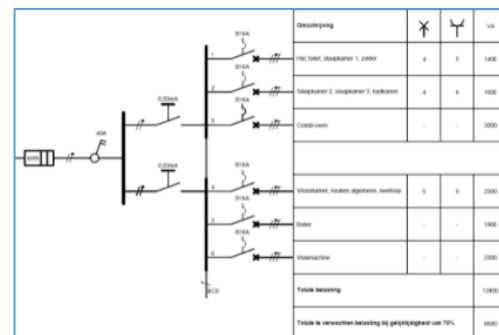 Omschrijving VA
B16A
1 Hal, toilet, slaapkamer 1, zolder 4 5 1400
B16A
2 Slaapkamer 2, slaapkamer 3, badkamer 4 6
0,03mA
B16A
3 Combi-oven - - 3000
40A
kWh
0,03mA
B16A
4 Woonkamer, keuken algemeen, overloop 5 9 2300
B16A
5 Boiler - -
B16A
6 Wasmachine - - 2300
Totale belasting 12400
Totale te verwachten belasting bij gelijktijdigheid van 70%